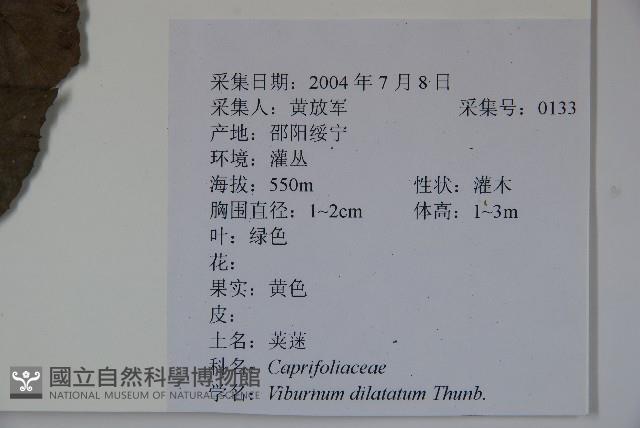 采集日期：2004 年 7 月 8 日
采集人：黄放军 采集号：0133
产地：邵阳绥宁
环境：灌丛
海拔：550m 性状：灌木
胸围直径：1~2cm 体高：1~3m
叶：绿色
花：
果实：黄色
皮：
土名：荚蒾
科名：Caprifoliaceae
学名：Viburnum dilatatum Thunb.
國立自然科學博物館
NATIONAL MUSEUM OF NATURAL SCIENCE